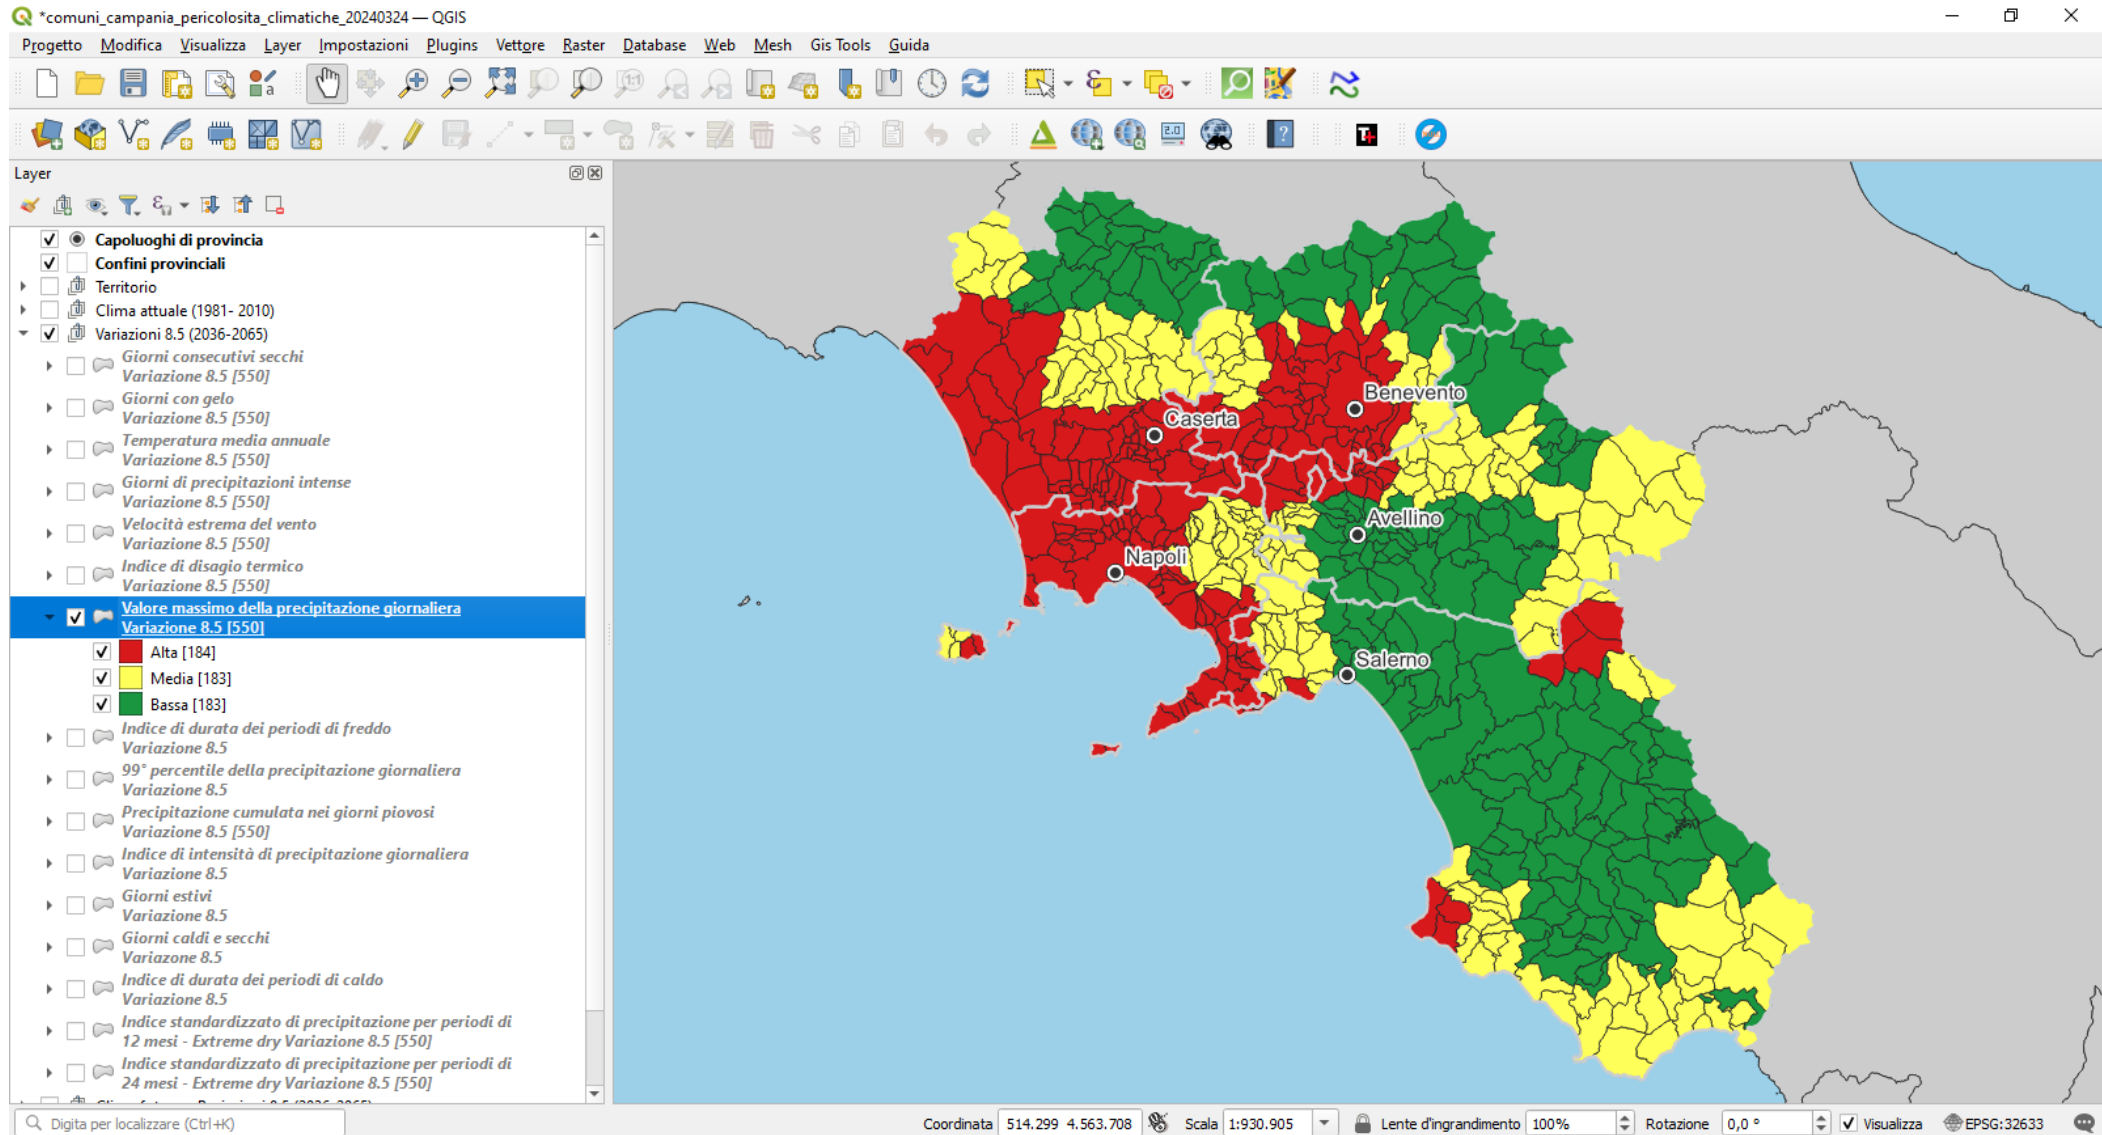 *comuni_campania_pericolosita_climatiche_20240324 — QGIS
Progetto Modifica Visualizza Layer Impostazioni Plugins Vettore Raster Database Web Mesh Gis Tools Guida
Layer
Capoluoghi di provincia
Confini provinciali
Territorio
Clima attuale (1981- 2010)
Variazioni 8.5 (2036-2065)
Giorni consecutivi secchi
Variazione 8.5 [550]
Giorni con gelo
Variazione 8.5 [550]
Temperatura media annuale
Variazione 8.5 [550]
Giorni di precipitazioni intense
Variazione 8.5 [550]
Velocità estrema del vento
Variazione 8.5 [550]
Indice di disagio termico
Variazione 8.5 [550]
Valore massimo della precipitazione giornaliera
Variazione 8.5 [550]
Alta [184]
Media [183]
Bassa [183]
Indice di durata dei periodi di freddo
Variazione 8.5
99° percentile della precipitazione giornaliera
Variazione 8.5
Precipitazione cumulata nei giorni piovosi
Variazione 8.5 [550]
Indice di intensità di precipitazione giornaliera
Variazione 8.5
Giorni estivi
Variazione 8.5
Giorni caldi e secchi
Variazone 8.5
Indice di durata dei periodi di caldo
Variazione 8.5
Indice standardizzato di precipitazione per periodi di
12 mesi - Extreme dry Variazione 8.5 [550]
Indice standardizzato di precipitazione per periodi di
24 mesi - Extreme dry Variazione 8.5 [550]
Benevento
Caserta
Avellino
Napoli
Salerno
Digita per localizzare (Ctrl+K)
Coordinata 514.299 4.563.708 Scala 1:930.905 Lente d'ingrandimento 100% Rotazione 0,0 ° Visualizza EPSG:32633